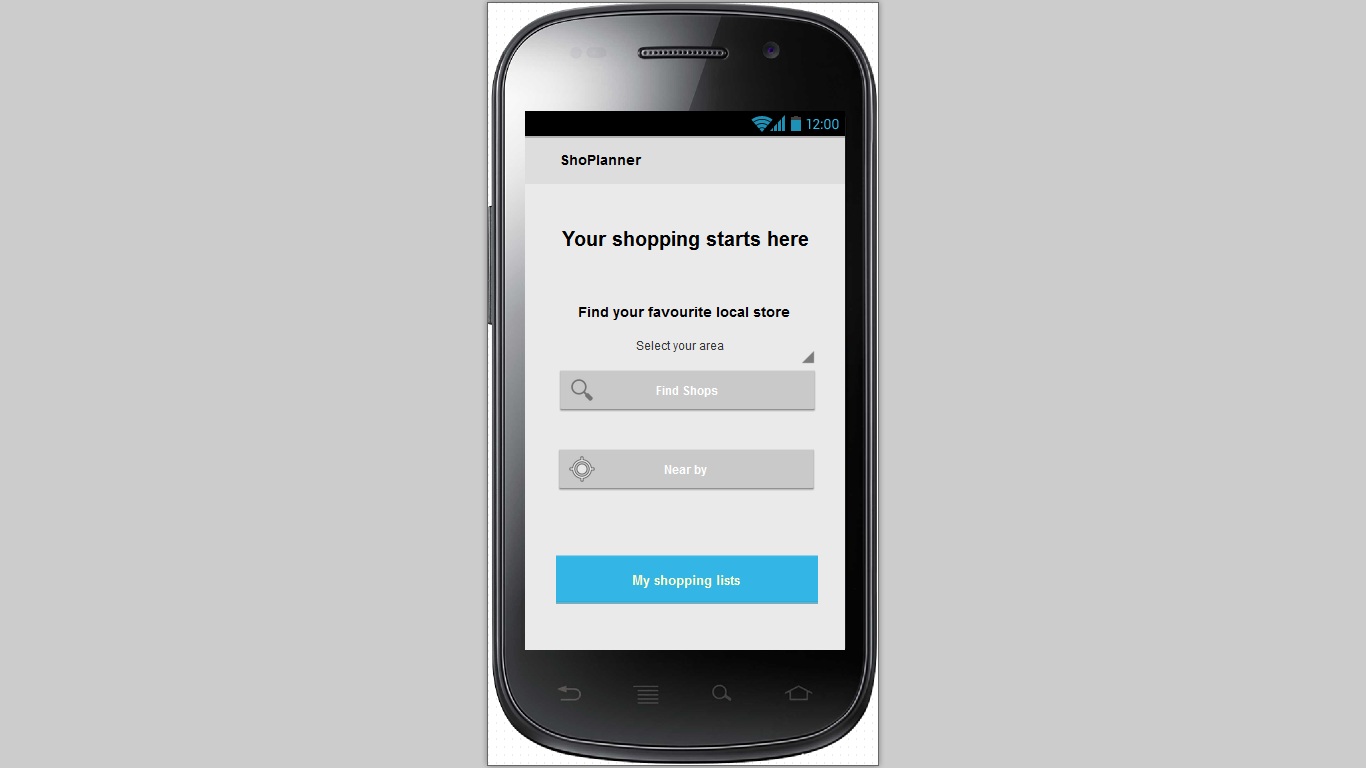 12:00
ShoPlanner
Your shopping starts here
Find your favourite local store
Select your area
Find Shops
Near by
My shopping lists